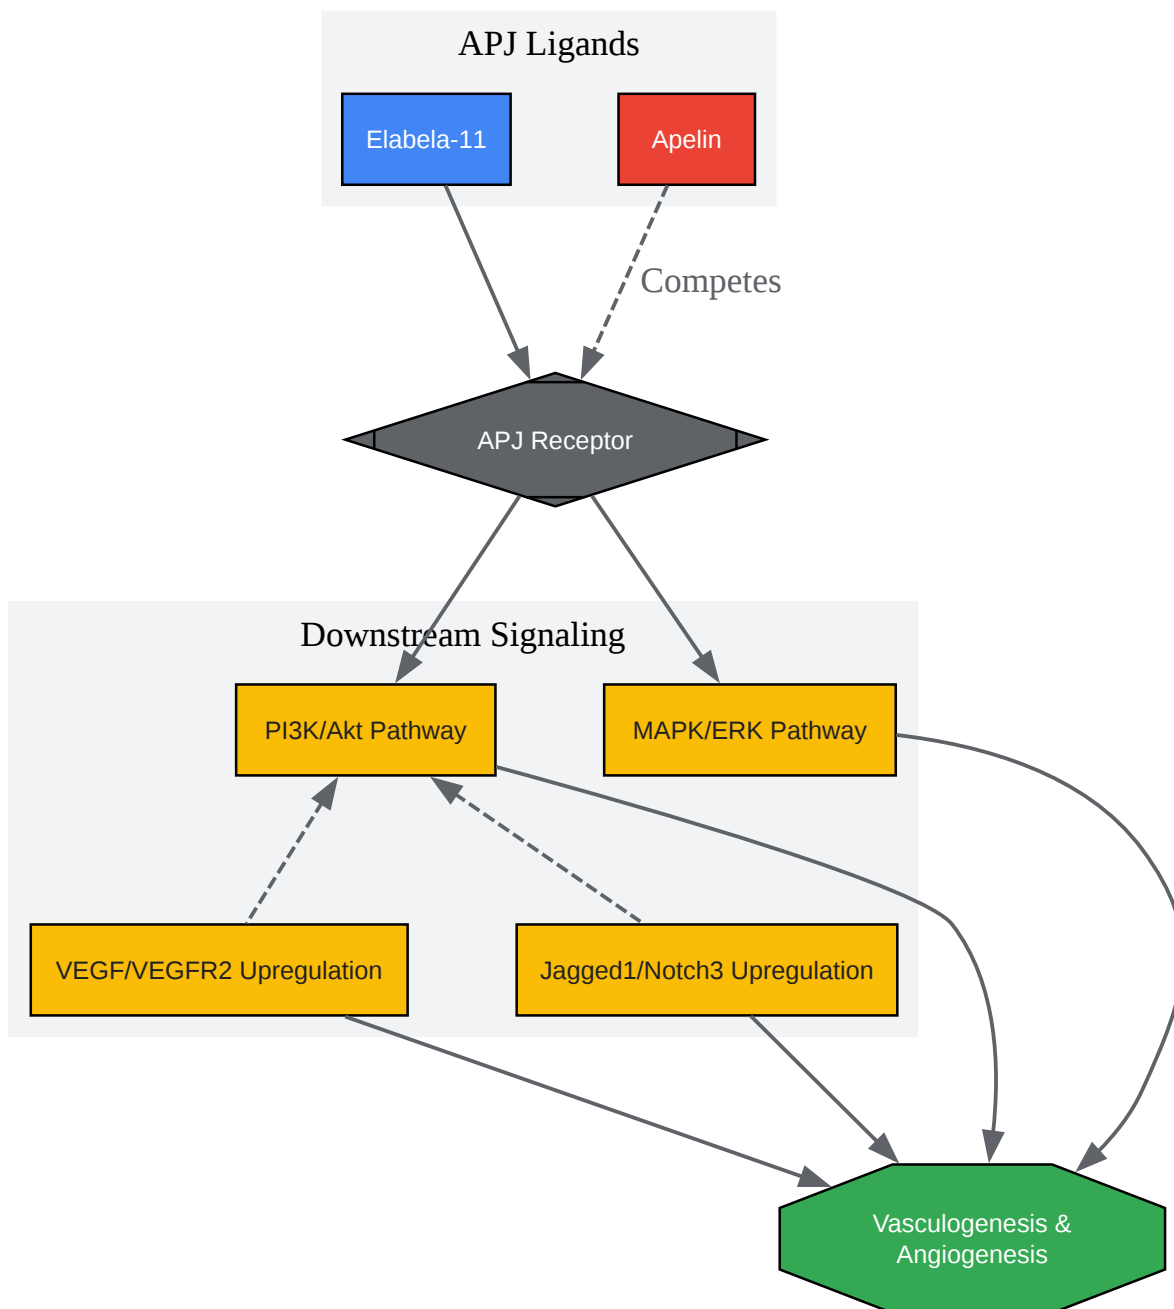 APJ Ligands
Elabela-11
Apelin
Competes
APJ Receptor
Downstream Signaling
PI3K/Akt Pathway
MAPK/ERK Pathway
VEGF/VEGFR2 Upregulation
Jagged1/Notch3 Upregulation
Vasculogenesis &
Angiogenesis